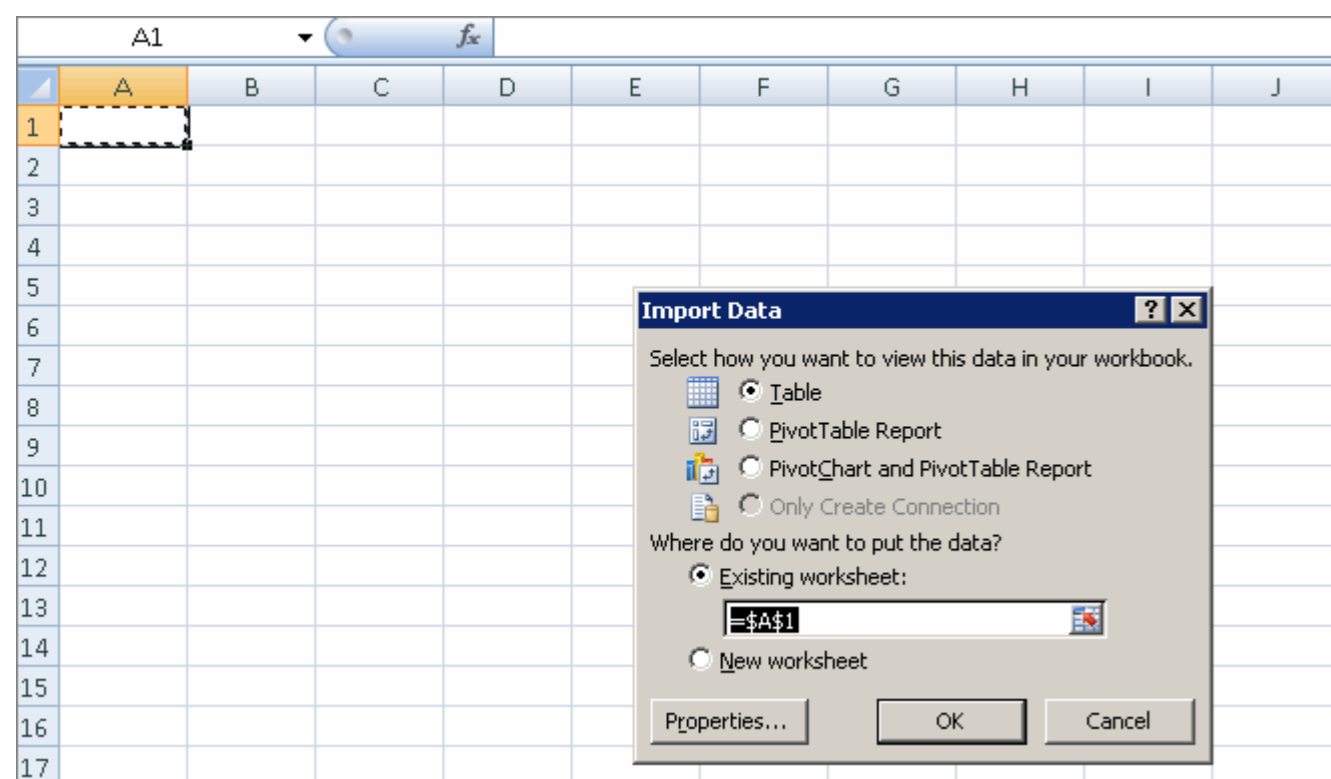 A1 fx
A B C D E F G H I J
1
2
3
4
5
6
7
8
9
10
11
12
13
14
15
16
17
Import Data ?
Select how you want to view this data in your workbook.
Table
PivotTable Report
PivotChart and PivotTable Report
Only Create Connection
Where do you want to put the data?
Existing worksheet:
=$A$1
New worksheet
Properties... OK Cancel